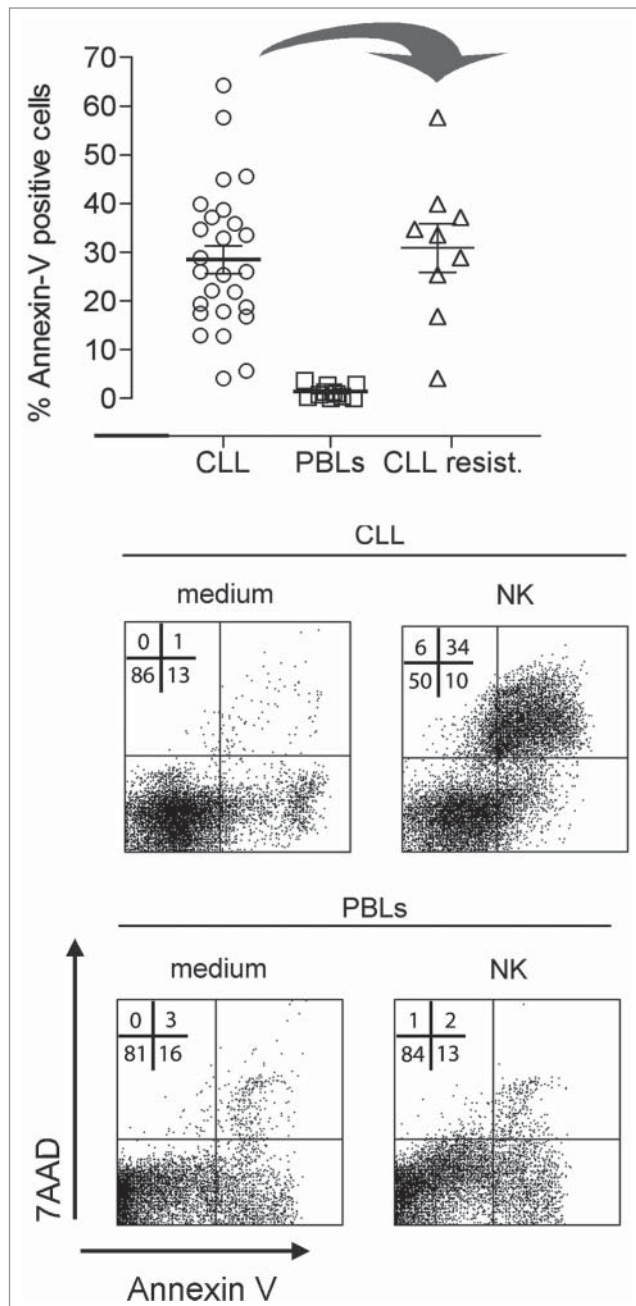 % Annexin-V positive cells
70
60
50
40
30
20
10
0
CLL PBLs CLL resist.
CLL
medium NK
0 1
86 13
6 34
50 10
PBLs
medium NK
0 3
81 16
1 2
84 13
7AAD
Annexin V